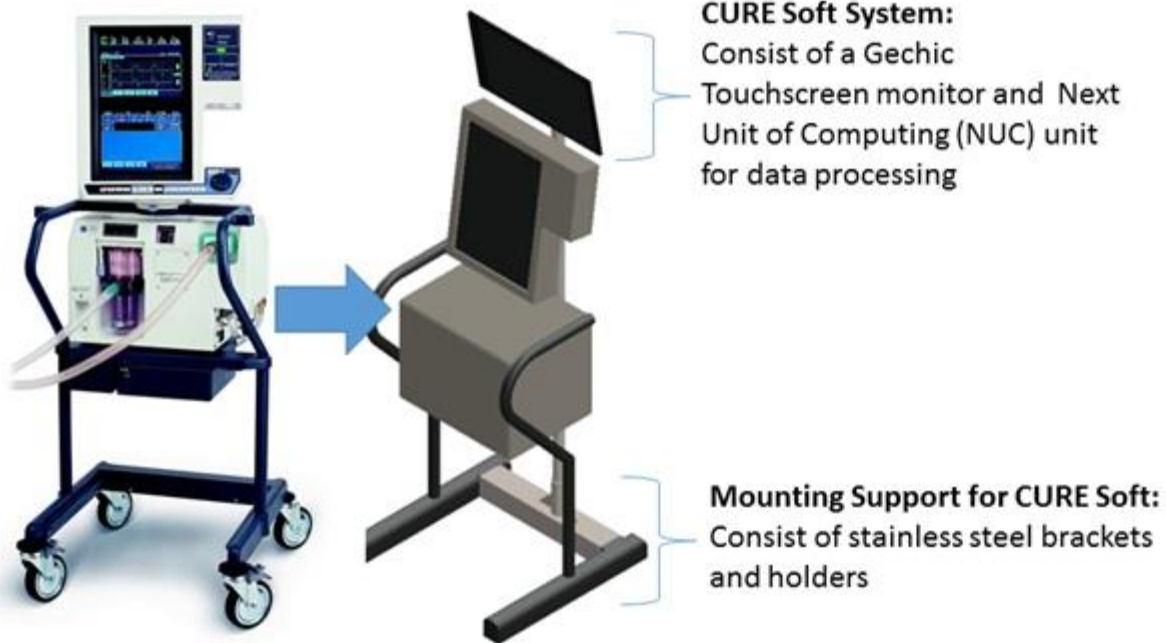 CURE Soft System:
Consist of a Gechic
Touchscreen monitor and Next
Unit of Computing (NUC) unit
for data processing
Mounting Support for CURE Soft:
Consist of stainless steel brackets
and holders